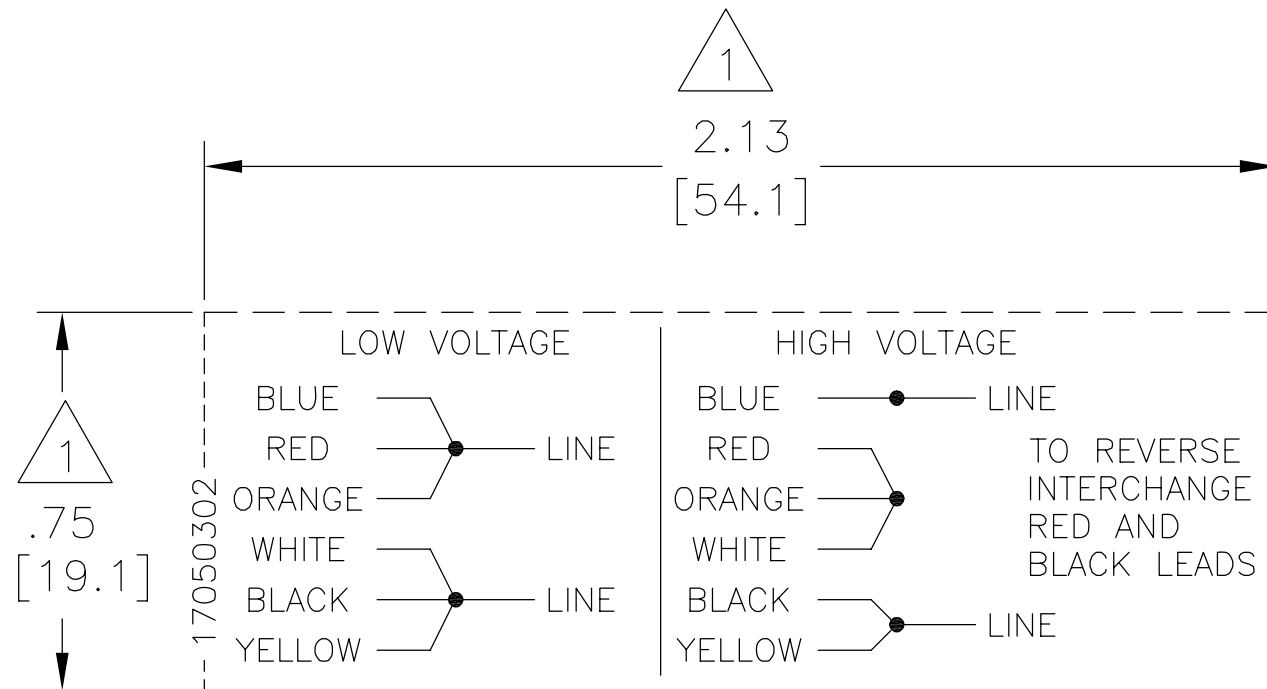 1
2.13
[54.1]
LOW VOLTAGE
BLUE
RED
ORANGE
LINE
WHITE
BLACK
YELLOW
LINE
HIGH VOLTAGE
BLUE
LINE
RED
ORANGE
WHITE
BLACK
YELLOW
LINE
TO REVERSE
INTERCHANGE
RED AND
BLACK LEADS
1
.75
[19.1]
17050302